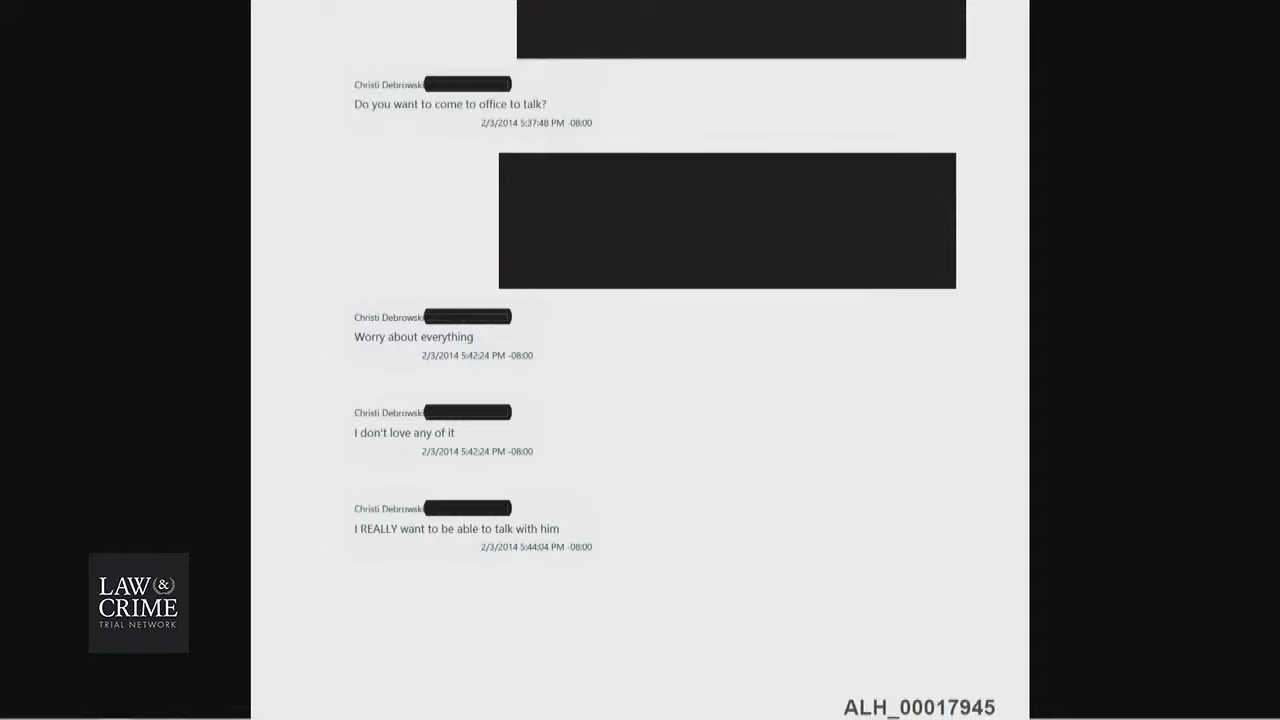 Christi Debrowski
Do you want to come to office to talk?
2/3/2014 5:37:48 PM -08:00
Christi Debrowski
Worry about everything
2/3/2014 5:42:24 PM -08:00
Christi Debrowski
I don't love any of it
2/3/2014 5:42:24 PM -08:00
Christi Debrowski
I REALLY want to be able to talk with him
2/3/2014 5:44:04 PM -08:00
LAW &
CRIME
TRIAL NETWORK
ALH_00017945